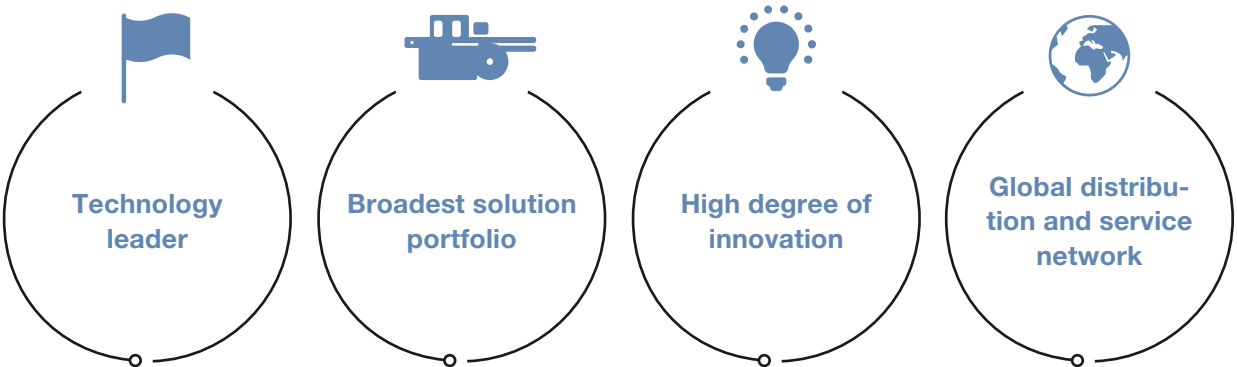 Technology
leader
Broadest solution
portfolio
High degree of
innovation
Global distribu-
tion and service
network